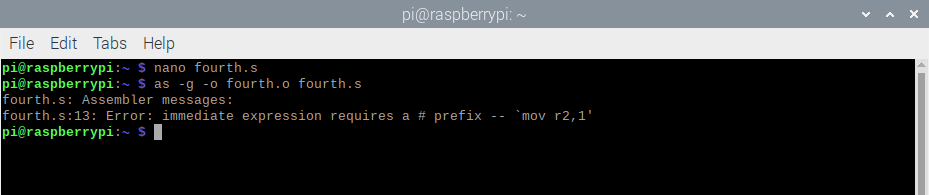 pi@raspberrypi: ~
File Edit Tabs Help
pi@raspberrypi:~ $ nano fourth.s
pi@raspberrypi:~ $ as -g -o fourth.o fourth.s
fourth.s: Assembler messages:
fourth.s:13: Error: immediate expression requires a # prefix -- `mov r2,1'
pi@raspberrypi:~ $